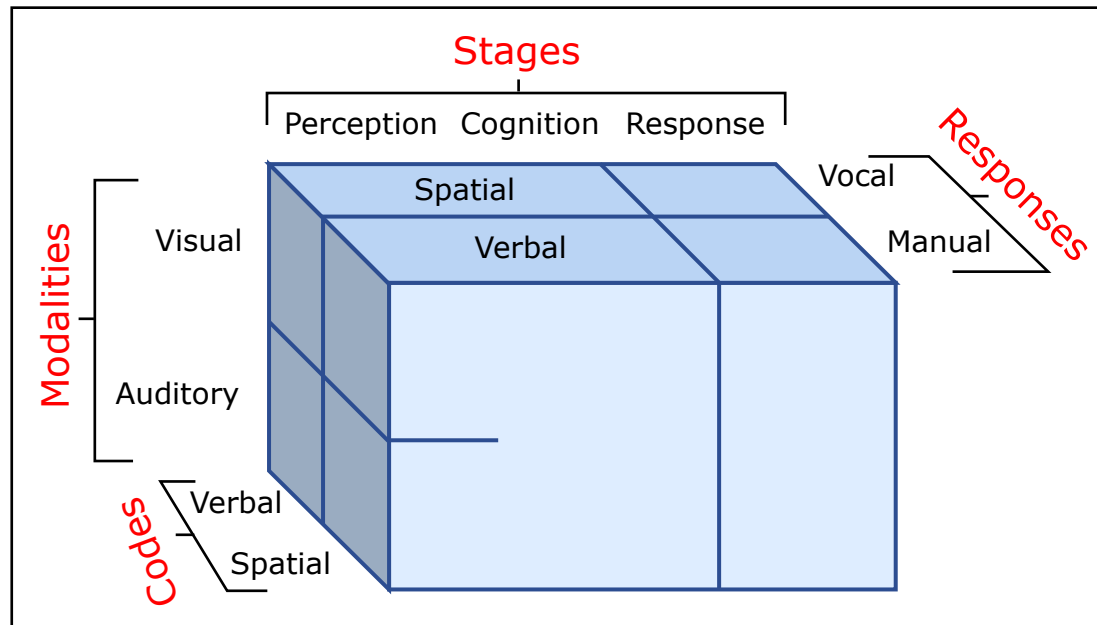 Stages
Perception Cognition Response
Responses
Vocal
Manual
Spatial
Verbal
Modalities
Visual
Auditory
Codes
Verbal
Spatial